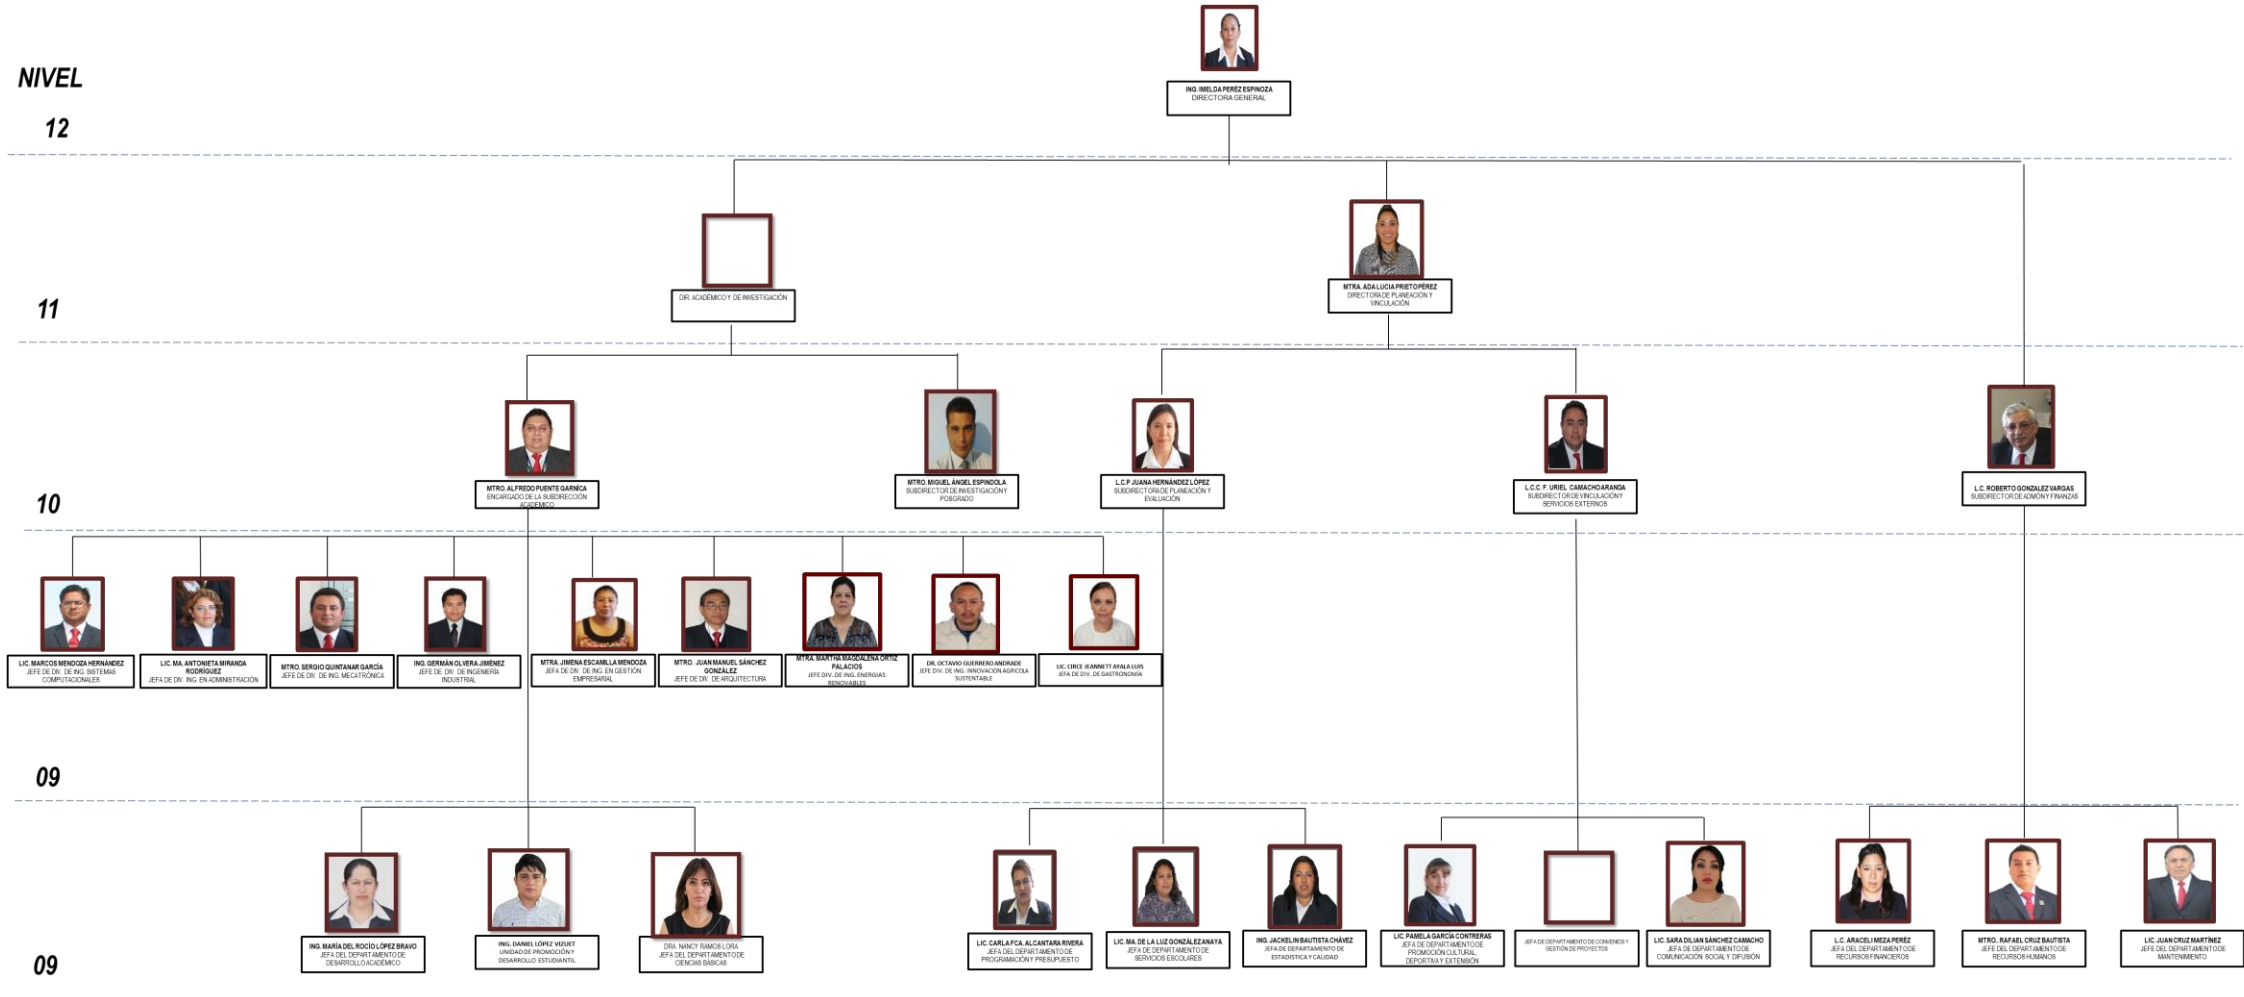 NIVEL
ING. IMELDA PERÉZ ESPINOZA
DIRECTORA GENERAL
12
DIR. ACADÉMICO Y DE INVESTIGACIÓN
MTRA. ADA LUCIA PRIETO PÉREZ
DIRECTORA DE PLANEACIÓN Y
VINCULACIÓN
11
MTRO. ALFREDO PUENTE GARNÍCA
ENCARGADO DE LA SUBDIRECCIÓN
ACADEMICO
MTRO. MIGUEL ÁNGEL ESPINDOLA
SUBDIRECTOR DE INVESTIGACIÓN Y
POSGRADO
L.C.P JUANA HERNÁNDEZ LÓPEZ
SUBDIRECTORA DE PLANEACIÓN Y
EVALUACIÓN
L.C.C. F. URIEL CAMACHO ARANDA
SUBDIRECTOR DE VINCULACIÓN Y
SERVICIOS EXTERNOS
L.C. ROBERTO GONZALEZ VARGAS
SUBDIRECTOR DE ADMÓN Y FINANZAS
10
LIC. MARCOS MENDOZA HERNÁNDEZ
JEFE DE DIV. DE ING. SISTEMAS
COMPUTACIONALES
LIC. MA. ANTONIETA MIRANDA
RODRÍGUEZ
JEFA DE DIV. ING. EN ADMINISTRACIÓN
MTRO. SERGIO QUINTANAR GARCÍA
JEFE DE DIV. DE ING. MECATRÓNICA
ING. GERMÁN OLVERA JIMÉNEZ
JEFE DE DIV. DE INGENIERÍA
INDUSTRIAL
MTRA. JIMENA ESCAMILLA MENDOZA
JEFA DE DIV. DE ING. EN GESTIÓN
EMPRESARIAL
MTRO. JUAN MANUEL SÁNCHEZ
GONZÁLEZ
JEFE DE DIV. DE ARQUITECTURA
MTRA. MARTHA MAGDALENA ORTIZ
PALACIOS
JEFE DIV. DE ING. ENERGIAS
RENOVABLES
DR. OCTAVIO GUERRERO ANDRADE
JEFE DIV. DE ING. INNOVACION AGRICOLA
SUSTENTABLE
LIC. CIRCE JEANNETT AYALA LUIS
JEFA DE DIV. DE GASTRONOMÍA
09
ING. MARÍA DEL ROCÍO LÓPEZ BRAVO
JEFA DEL DEPARTAMENTO DE
DESARROLLO ACADÉMICO
ING. DANIEL LÓPEZ VIZUET
UNIDAD DE PROMOCIÓN Y
DESARROLLO ESTUDIANTIL
DRA. NANCY RAMOS LORA
JEFA DEL DEPARTAMENTO DE
CIENCIAS BÁSICAS
LIC. CARLA FCA. ALCANTARA RIVERA
JEFA DEL DEPARTAMENTO DE
PROGRAMACIÓN Y PRESUPUESTO
LIC. MA. DE LA LUZ GONZÁLEZ ANAYA
JEFA DE DEPARTAMENTO DE
SERVICIOS ESCOLARES
ING. JACKELIN BAUTISTA CHÁVEZ
JEFA DE DEPARTAMENTO DE
ESTADISTICA Y CALIDAD
LIC. PAMELA GARCÍA CONTRERAS
JEFA DE DEPARTAMENTO DE
PROMOCIÓN CULTURAL,
DEPORTIVA Y EXTENSIÓN
JEFA DE DEPARTAMENTO DE CONVENIOS Y
GESTIÓN DE PROYECTOS
LIC. SARA DILIAN SÁNCHEZ CAMACHO
JEFA DE DEPARTAMENTO DE
COMUNICACIÓN SOCIAL Y DIFUSIÓN
L.C. ARACELI MEZA PERÉZ
JEFA DEL DEPARTAMENTO DE
RECURSOS FINANCIEROS
MTRO. RAFAEL CRUZ BAUTISTA
JEFE DEL DEPARTAMENTO DE
RECURSOS HUMANOS
LIC. JUAN CRUZ MARTÍNEZ
JEFE DEL DEPARTAMENTO DE
MANTENIMIENTO
09